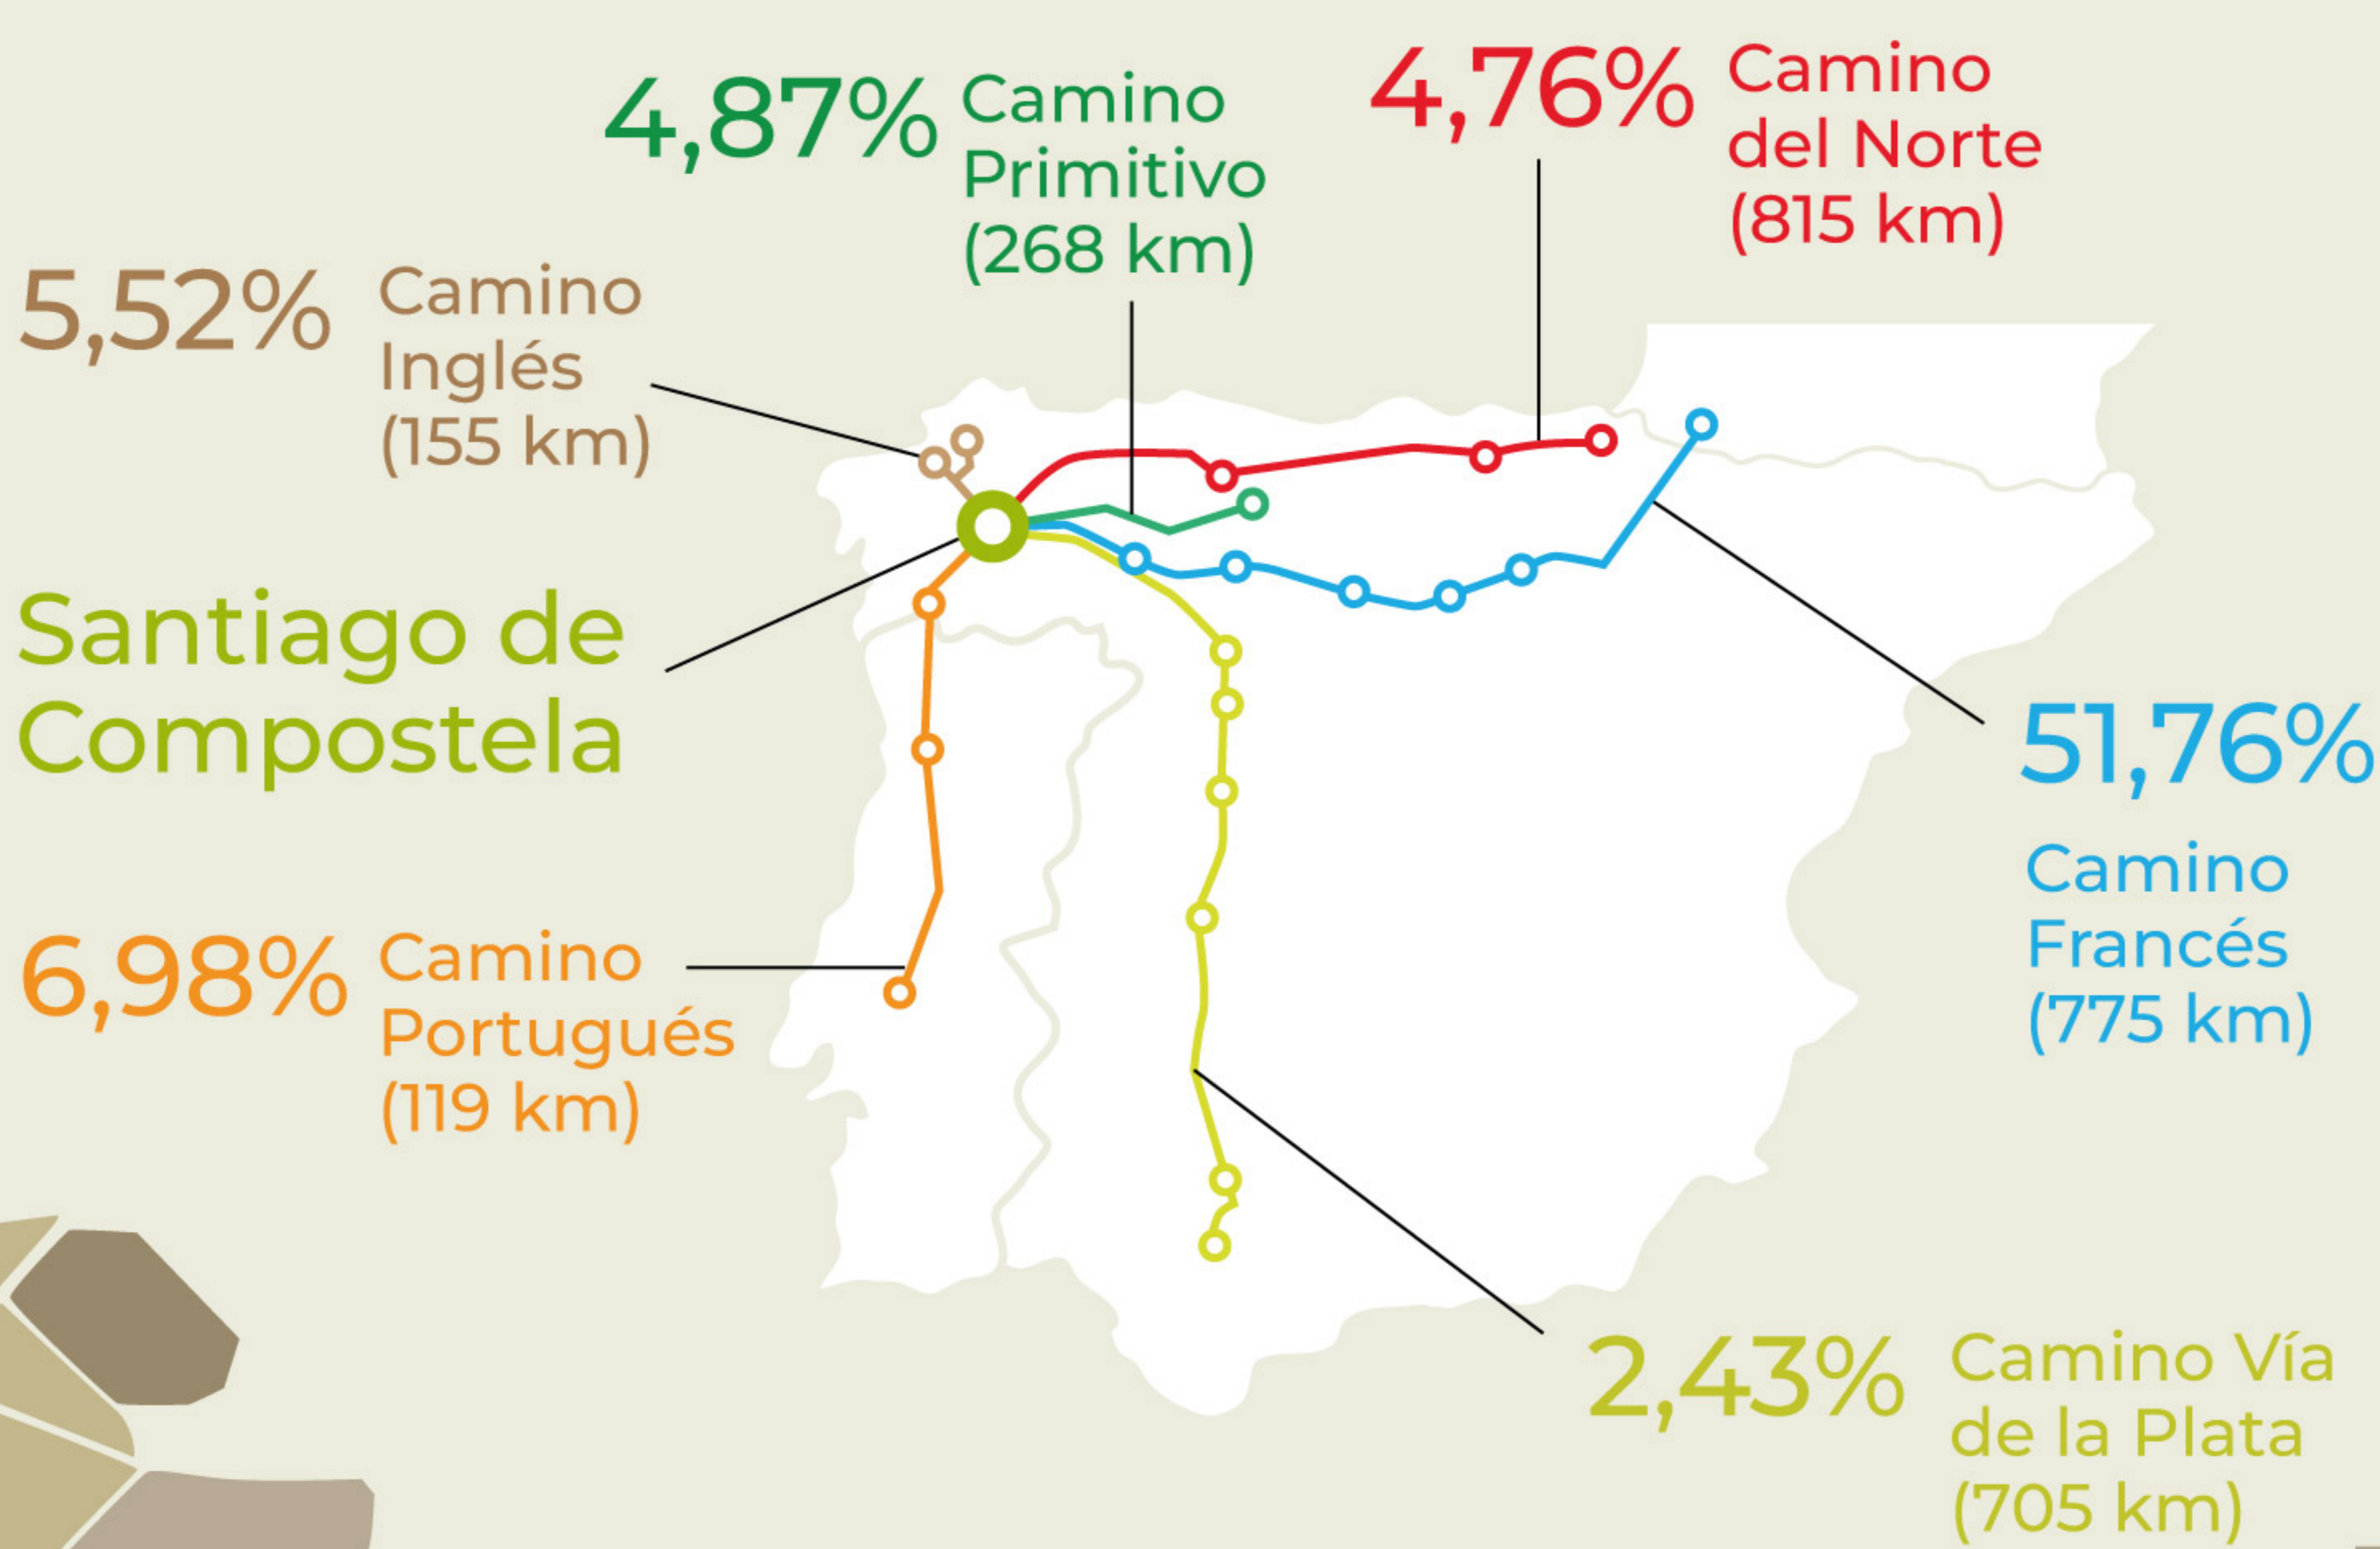 4,87%
Camino
Primitivo
(268 km)
4,76%
Camino
del Norte
(815 km)
5,52%
Camino
Inglés
(155 km)
Santiago de
Compostela
51,76%
Camino
Francés
(775 km)
6,98%
Camino
Portugués
(119 km)
2,43%
Camino Vía
de la Plata
(705 km)